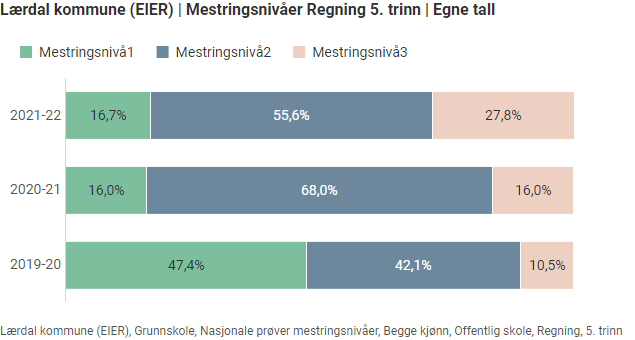 Lærdal kommune (EIER) | Mestringsnivåer Regning 5. trinn | Egne tall
Mestringsnivå1 Mestringsnivå2 Mestringsnivå3
2021-22 16,7% 55,6% 27,8%
2020-21 16,0% 68,0% 16,0%
2019-20 47,4% 42,1% 10,5%
Lærdal kommune (EIER), Grunnskole, Nasjonale prøver mestringsnivåer, Begge kjønn, Offentlig skole, Regning, 5. trinn